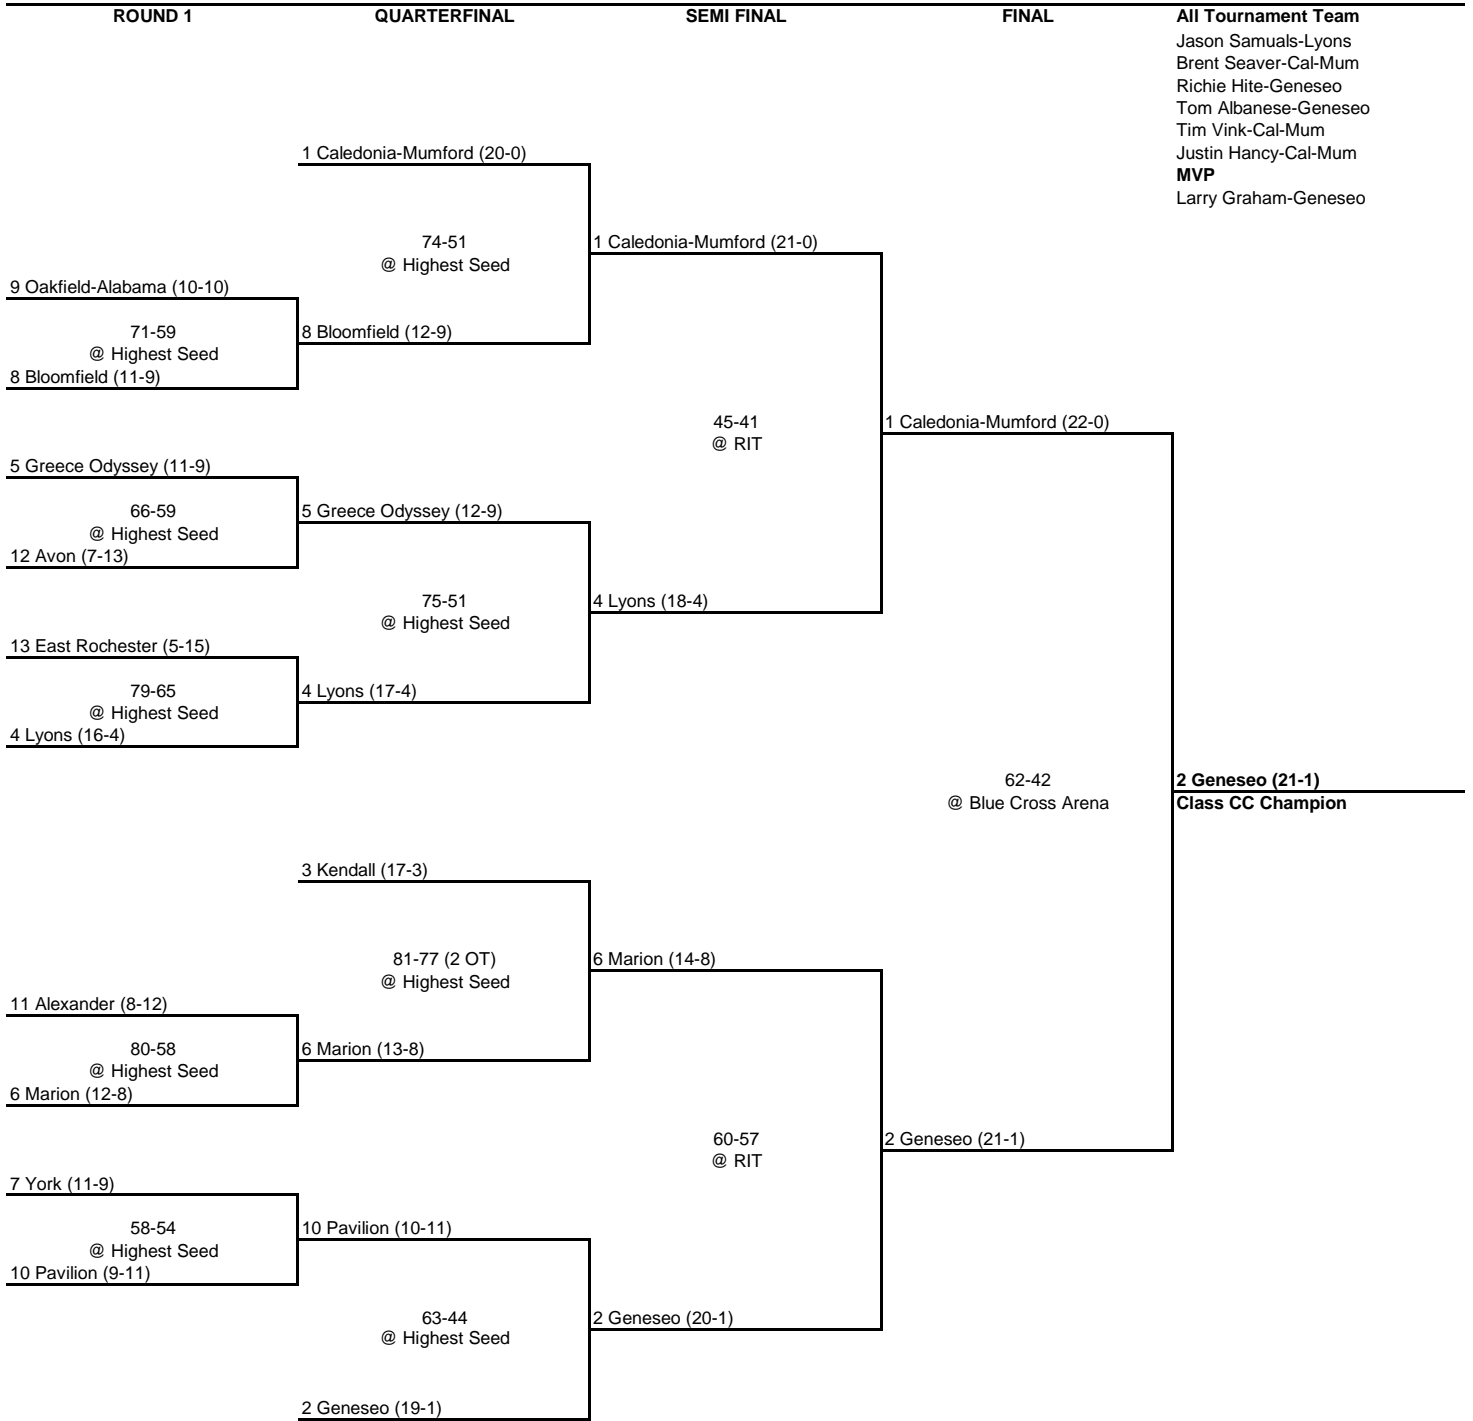 ROUND 1 QUARTERFINAL SEMI FINAL FINAL All Tournament Team
Jason Samuals-Lyons
Brent Seaver-Cal-Mum
Richie Hite-Geneseo
Tom Albanese-Geneseo
Tim Vink-Cal-Mum
Justin Hancy-Cal-Mum
MVP
Larry Graham-Geneseo
1 Caledonia-Mumford (20-0)
74-51
@ Highest Seed
1 Caledonia-Mumford (21-0)
9 Oakfield-Alabama (10-10)
71-59
@ Highest Seed
8 Bloomfield (12-9)
8 Bloomfield (11-9)
45-41
@ RIT
1 Caledonia-Mumford (22-0)
5 Greece Odyssey (11-9)
66-59
@ Highest Seed
5 Greece Odyssey (12-9)
12 Avon (7-13)
75-51
@ Highest Seed
4 Lyons (18-4)
13 East Rochester (5-15)
79-65
@ Highest Seed
4 Lyons (17-4)
4 Lyons (16-4)
62-42
@ Blue Cross Arena
2 Geneseo (21-1)
Class CC Champion
3 Kendall (17-3)
81-77 (2 OT)
@ Highest Seed
6 Marion (14-8)
11 Alexander (8-12)
80-58
@ Highest Seed
6 Marion (13-8)
6 Marion (12-8)
60-57
@ RIT
2 Geneseo (21-1)
7 York (11-9)
58-54
@ Highest Seed
10 Pavilion (10-11)
10 Pavilion (9-11)
63-44
@ Highest Seed
2 Geneseo (20-1)
2 Geneseo (19-1)